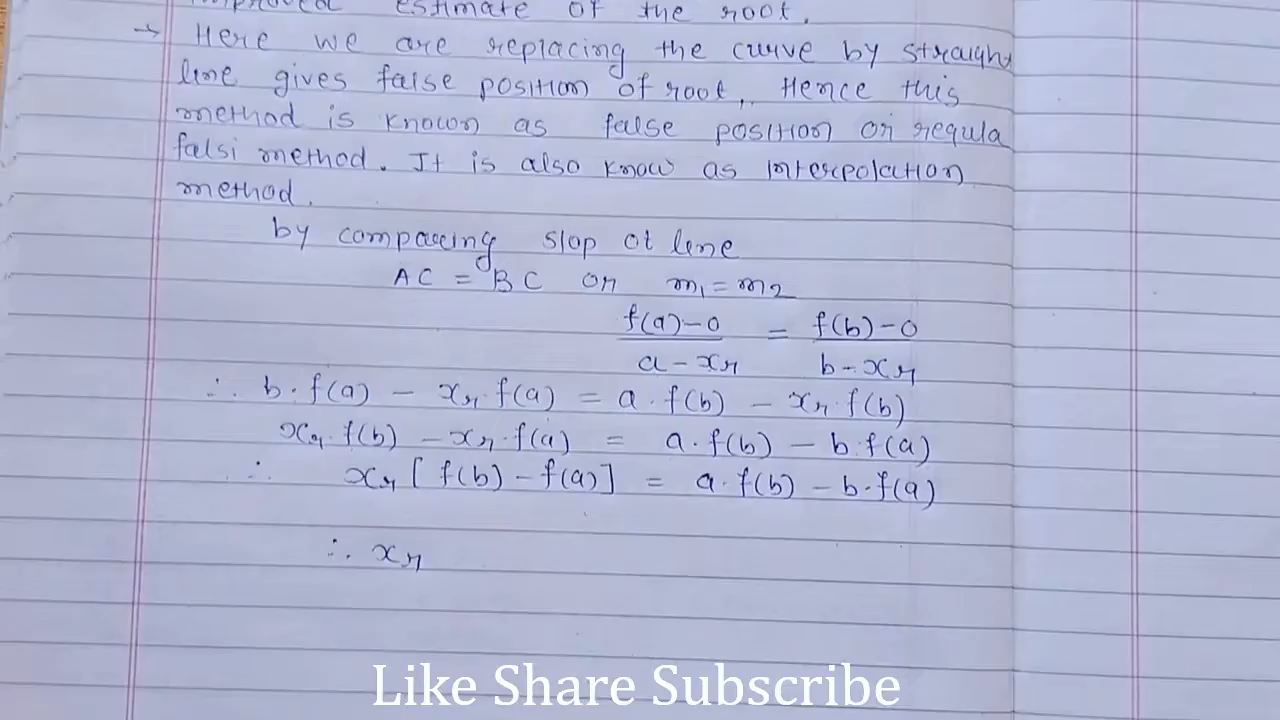 improved estimate of the root.
→ Here we are replacing the curve by straight
line gives false position of root, Hence this
method is known as false position or regula
falsi method. It is also know as Interpolation
method.
by comparing slop of line
AC = BC or m₁ = m₂
f(a)-0 / a - xr = f(b)-0 / b - xr
∴ b·f(a) - xr·f(a) = a·f(b) - xr·f(b)
xr·f(b) - xr·f(a) = a·f(b) - b·f(a)
∴ xr [f(b) - f(a)] = a·f(b) - b·f(a)
∴ xr
Like Share Subscribe